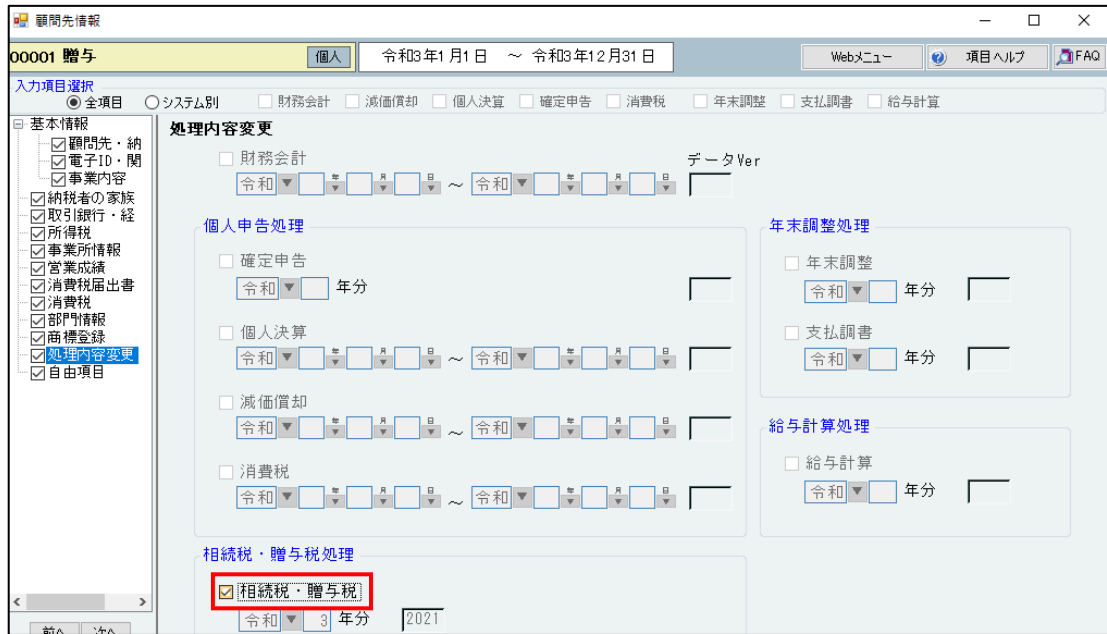 顧問先情報
00001 贈与 個人 令和3年1月1日 ～ 令和3年12月31日 Webメニュー 項目ヘルプ FAQ
入力項目選択
全項目 システム別 財務会計 減価償却 個人決算 確定申告 消費税 年末調整 支払調書 給与計算
基本情報
顧問先・納
電子ID・関
事業内容
納税者の家族
取引銀行・経
所得税
事業所情報
営業成績
消費税届出書
消費税
部門情報
商標登録
処理内容変更
自由項目
前へ 次へ
処理内容変更
財務会計 データVer
令和 年 月 日 ～ 令和 年 月 日
個人申告処理
確定申告
令和 年分
個人決算
令和 年 月 日 ～ 令和 年 月 日
減価償却
令和 年 月 日 ～ 令和 年 月 日
消費税
令和 年 月 日 ～ 令和 年 月 日
年末調整処理
年末調整
令和 年分
支払調書
令和 年分
給与計算処理
給与計算
令和 年分
相続税・贈与税処理
相続税・贈与税
令和 3 年分 2021